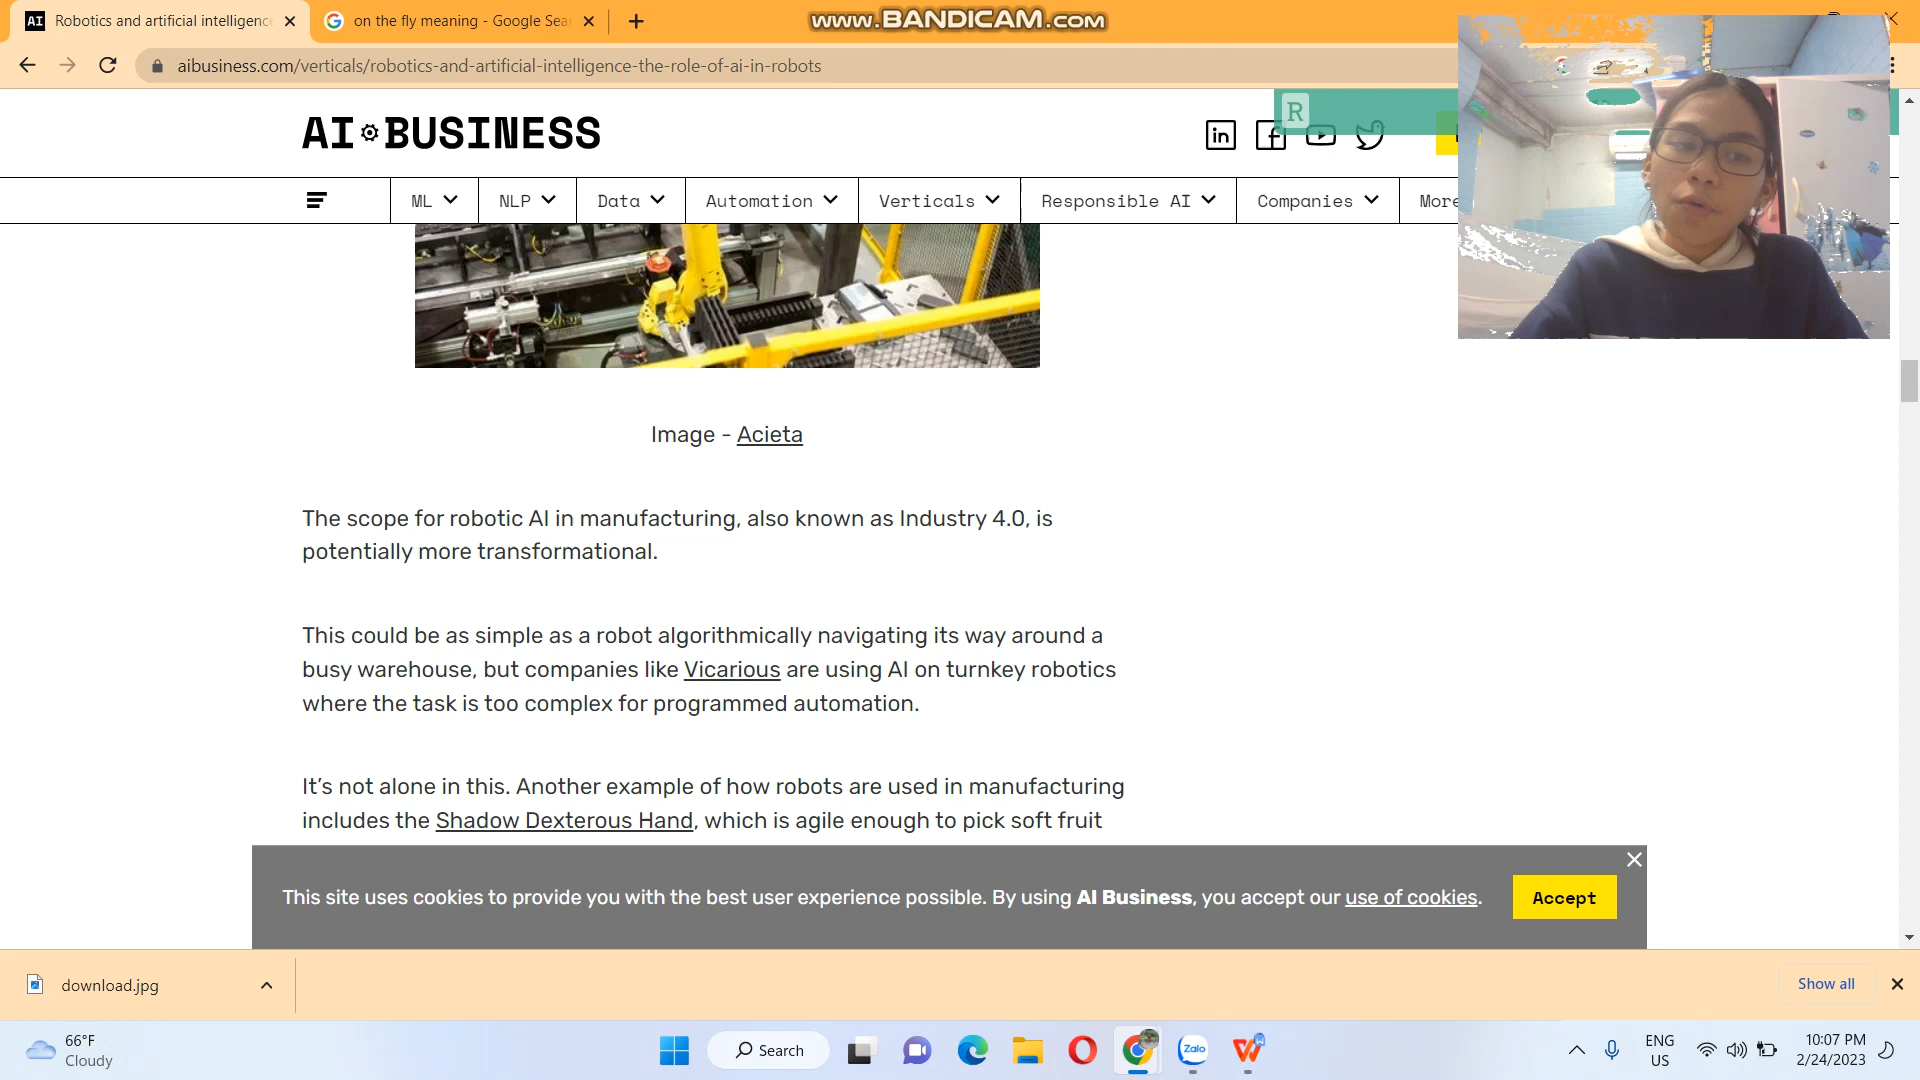 AI Robotics and artificial intelligence
on the fly meaning - Google Sea
www.BANDICAM.com
aibusiness.com/verticals/robotics-and-artificial-intelligence-the-role-of-ai-in-robots
AI BUSINESS
R
ML
NLP
Data
Automation
Verticals
Responsible AI
Companies
More
Image - Acieta
The scope for robotic AI in manufacturing, also known as Industry 4.0, is
potentially more transformational.
This could be as simple as a robot algorithmically navigating its way around a
busy warehouse, but companies like Vicarious are using AI on turnkey robotics
where the task is too complex for programmed automation.
It’s not alone in this. Another example of how robots are used in manufacturing
includes the Shadow Dexterous Hand, which is agile enough to pick soft fruit
This site uses cookies to provide you with the best user experience possible. By using AI Business, you accept our use of cookies.
Accept
download.jpg
Show all
66°F
Cloudy
Search
Zalo
ENG
US
10:07 PM
2/24/2023